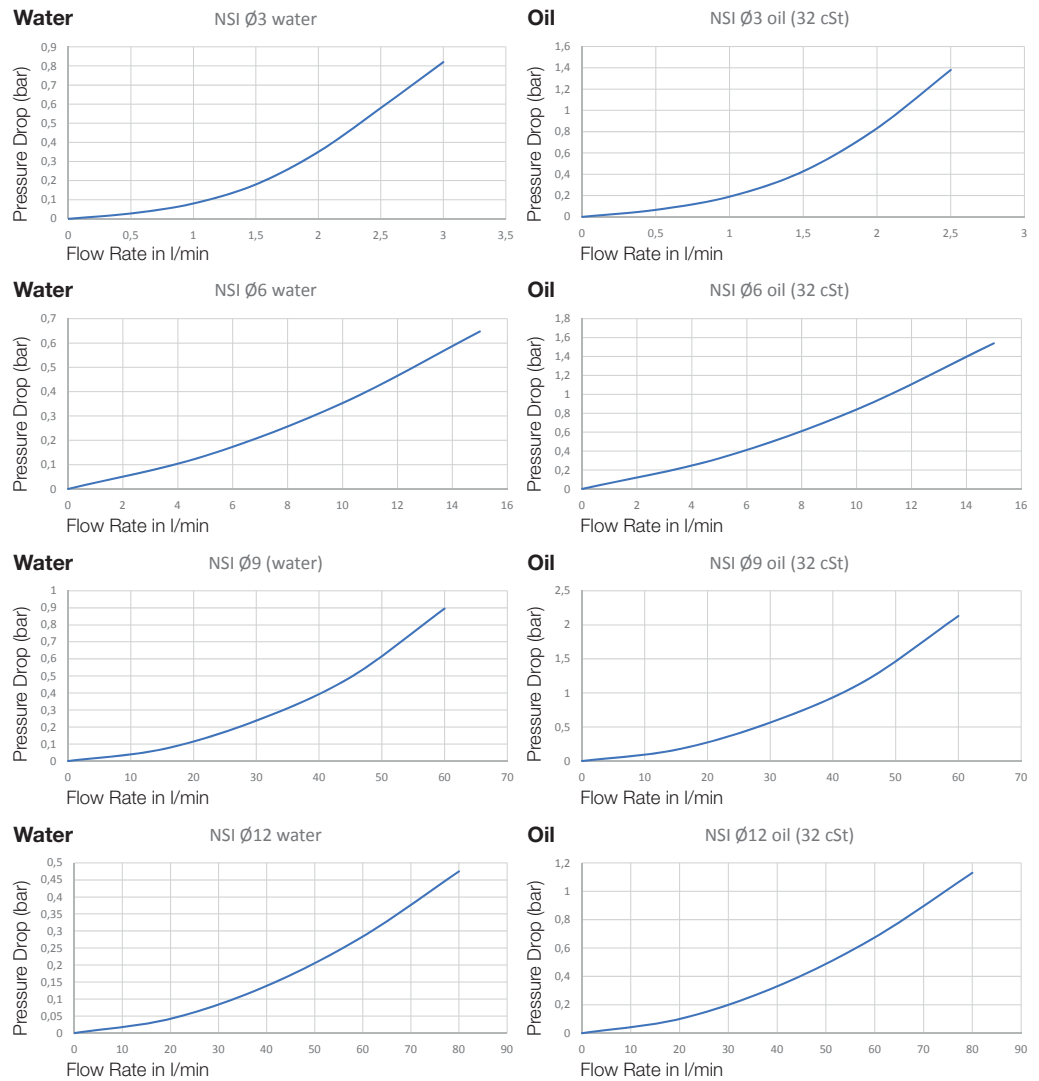 Water
NSI Ø3 water
Pressure Drop (bar)
0,9
0,8
0,7
0,6
0,5
0,4
0,3
0,2
0,1
0
0 0,5 1 1,5 2 2,5 3 3,5
Flow Rate in l/min
Oil
NSI Ø3 oil (32 cSt)
Pressure Drop (bar)
1,6
1,4
1,2
1
0,8
0,6
0,4
0,2
0
0 0,5 1 1,5 2 2,5 3
Flow Rate in l/min
Water
NSI Ø6 water
Pressure Drop (bar)
0,7
0,6
0,5
0,4
0,3
0,2
0,1
0
0 2 4 6 8 10 12 14 16
Flow Rate in l/min
Oil
NSI Ø6 oil (32 cSt)
Pressure Drop (bar)
1,8
1,6
1,4
1,2
1
0,8
0,6
0,4
0,2
0
0 2 4 6 8 10 12 14 16
Flow Rate in l/min
Water
NSI Ø9 (water)
Pressure Drop (bar)
1
0,9
0,8
0,7
0,6
0,5
0,4
0,3
0,2
0,1
0
0 10 20 30 40 50 60 70
Flow Rate in l/min
Oil
NSI Ø9 oil (32 cSt)
Pressure Drop (bar)
2,5
2
1,5
1
0,5
0
0 10 20 30 40 50 60 70
Flow Rate in l/min
Water
NSI Ø12 water
Pressure Drop (bar)
0,5
0,45
0,4
0,35
0,3
0,25
0,2
0,15
0,1
0,05
0
0 10 20 30 40 50 60 70 80 90
Flow Rate in l/min
Oil
NSI Ø12 oil (32 cSt)
Pressure Drop (bar)
1,2
1
0,8
0,6
0,4
0,2
0
0 10 20 30 40 50 60 70 80 90
Flow Rate in l/min